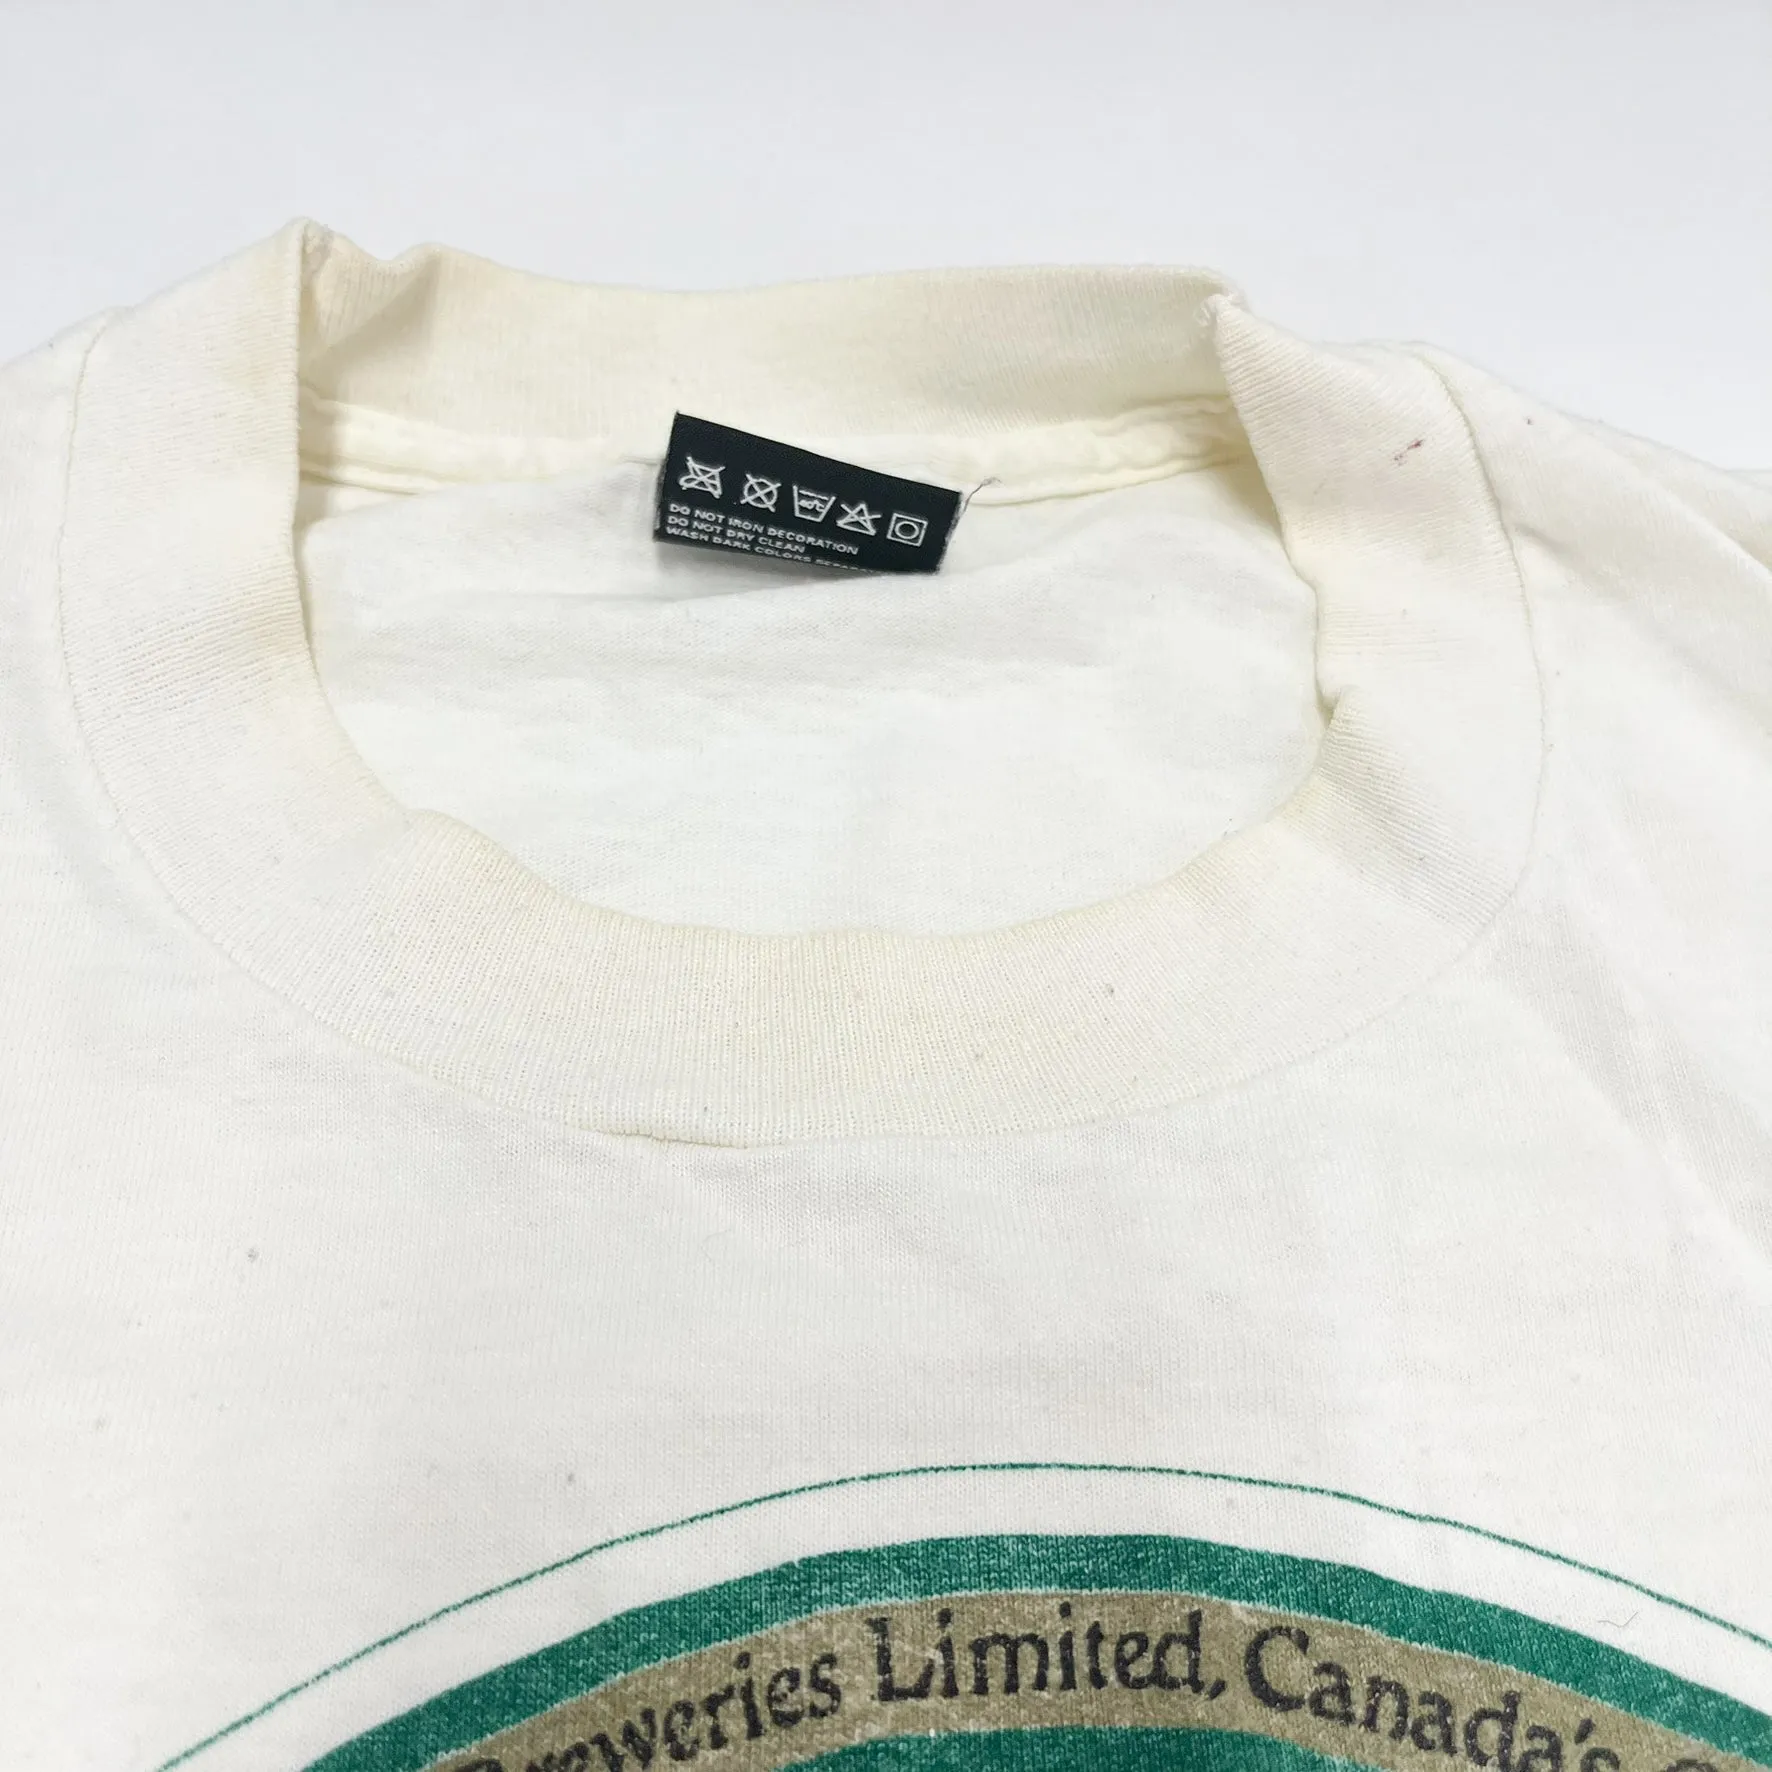 DO NOT IRON DECORATION
DO NOT DRY CLEAN
WASH DARK COLORS
Breweries Limited, Canada's